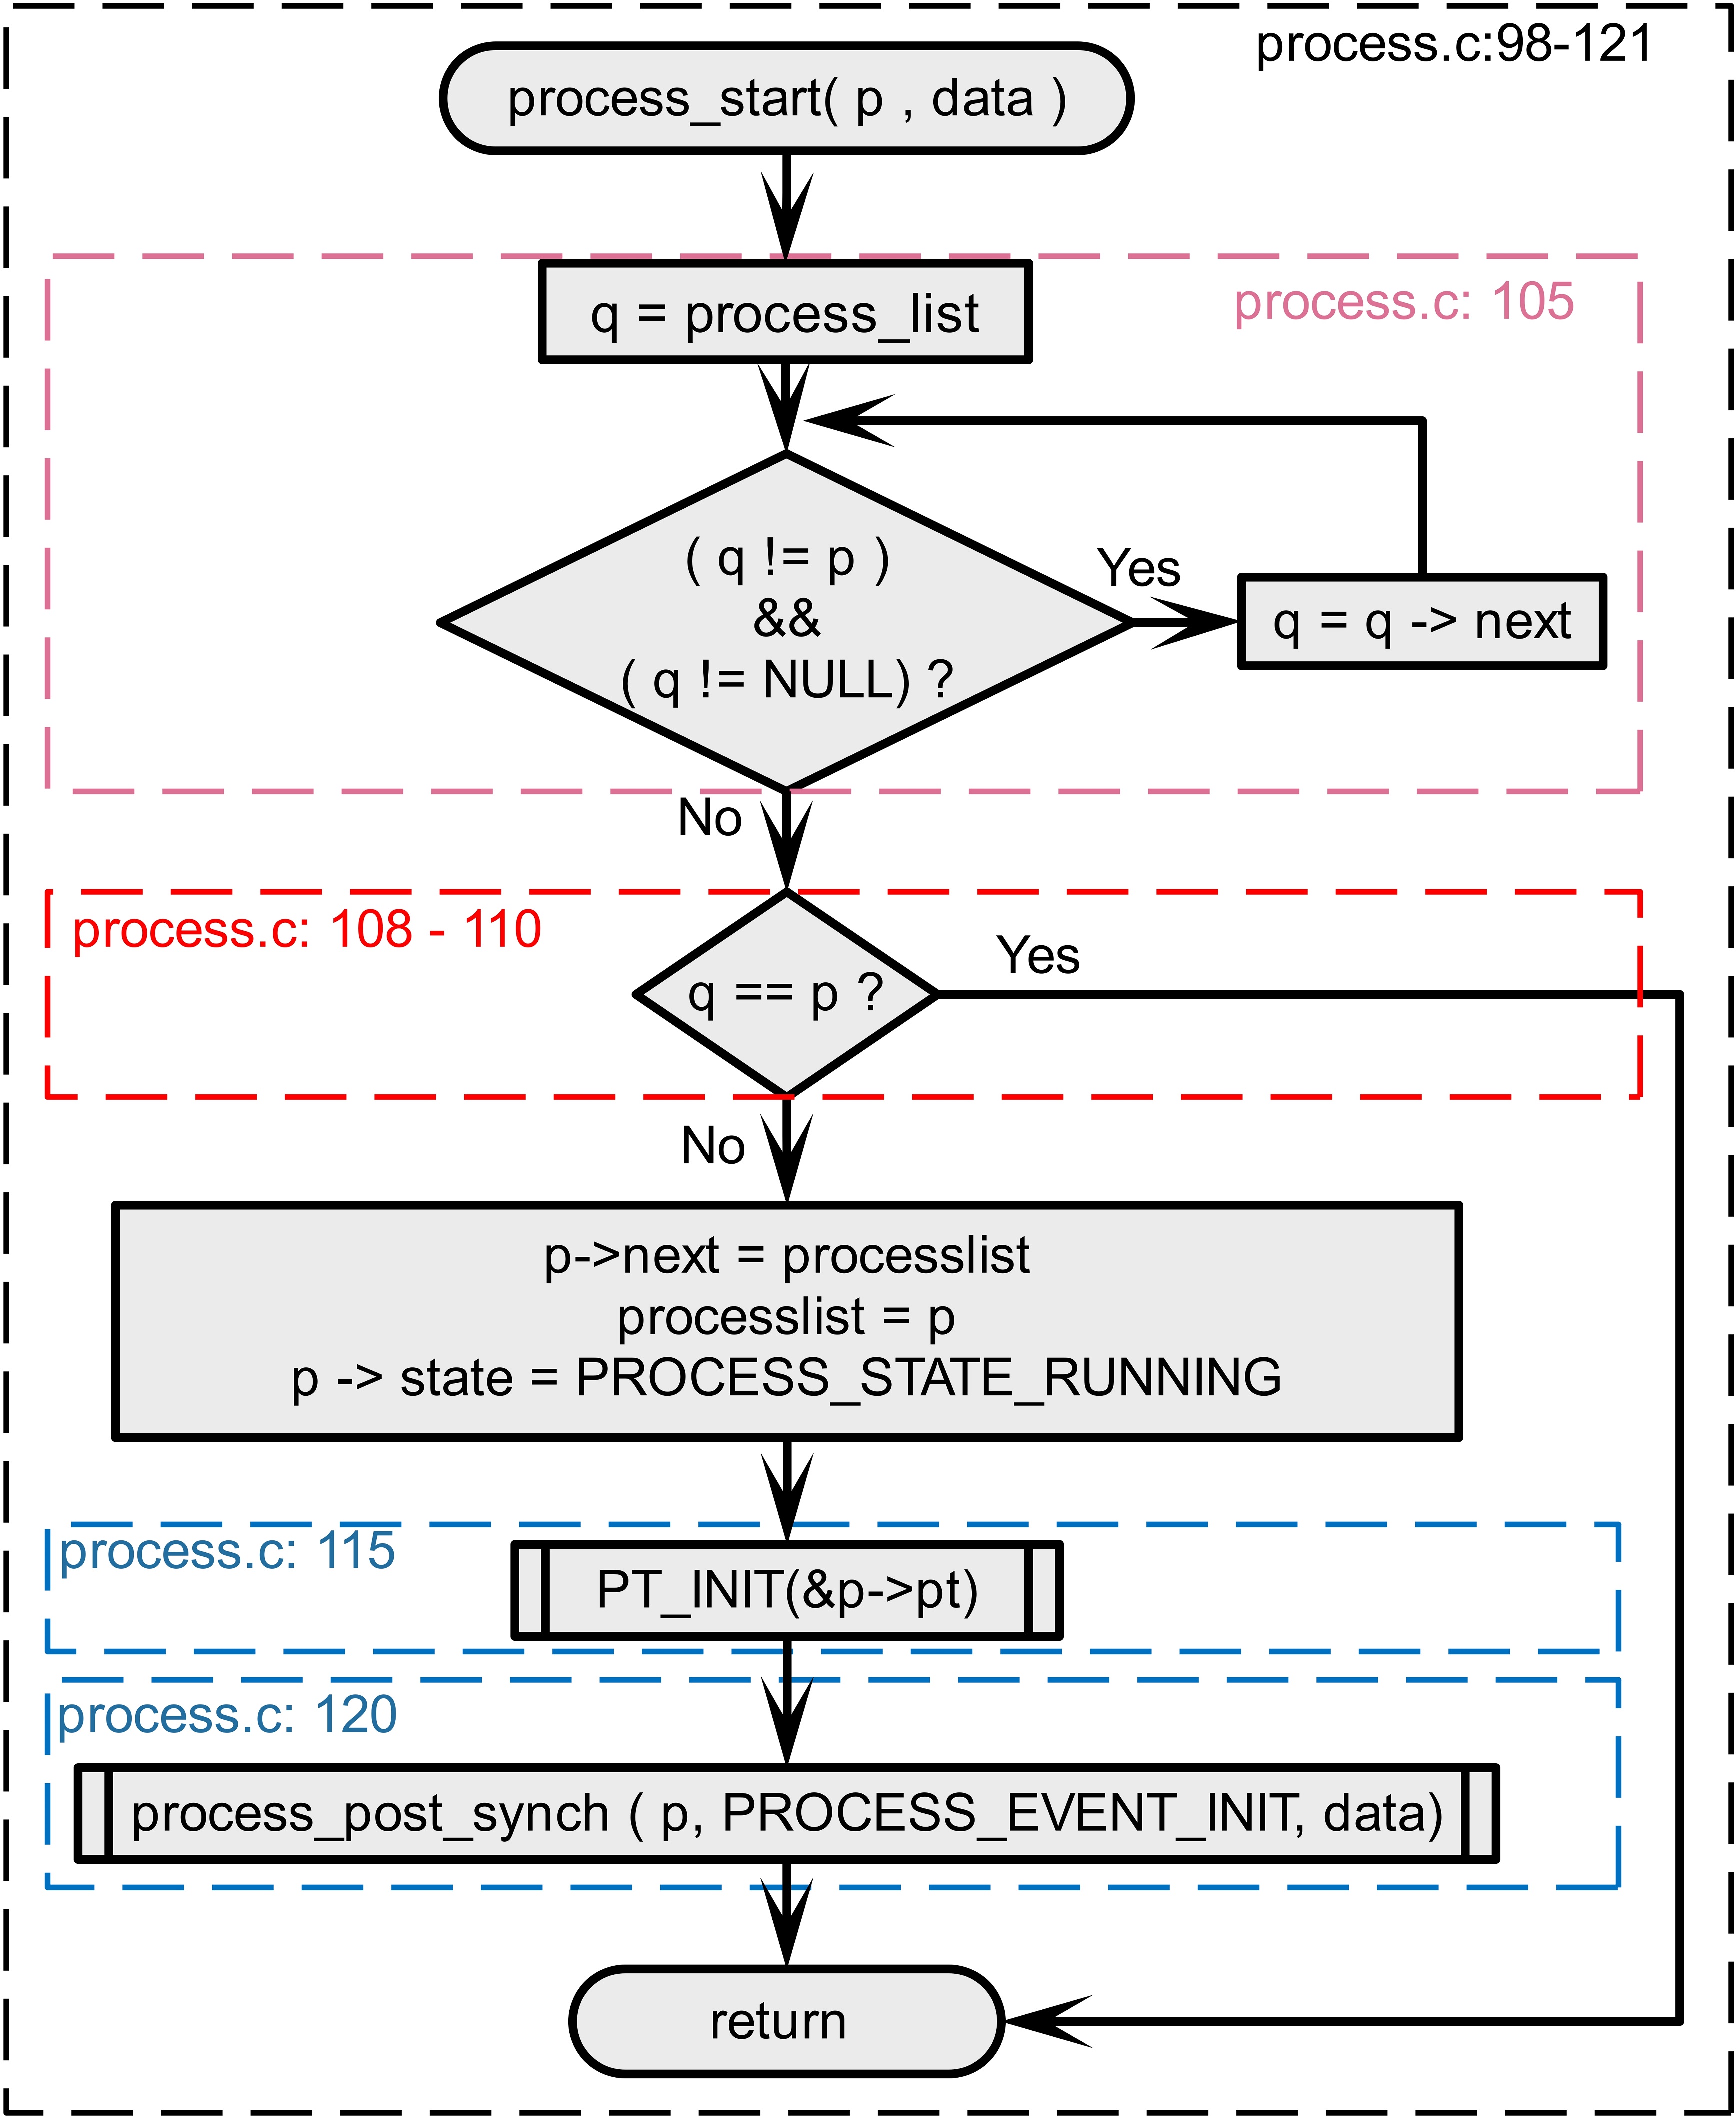 process.c:98-121
process_start( p , data )
q = process_list
process.c: 105
( q != p )
&&
( q != NULL) ?
Yes
q = q -> next
No
process.c: 108 - 110
q == p ?
Yes
No
p->next = processlist
processlist = p
p -> state = PROCESS_STATE_RUNNING
process.c: 115
PT_INIT(&p->pt)
process.c: 120
process_post_synch ( p, PROCESS_EVENT_INIT, data)
return